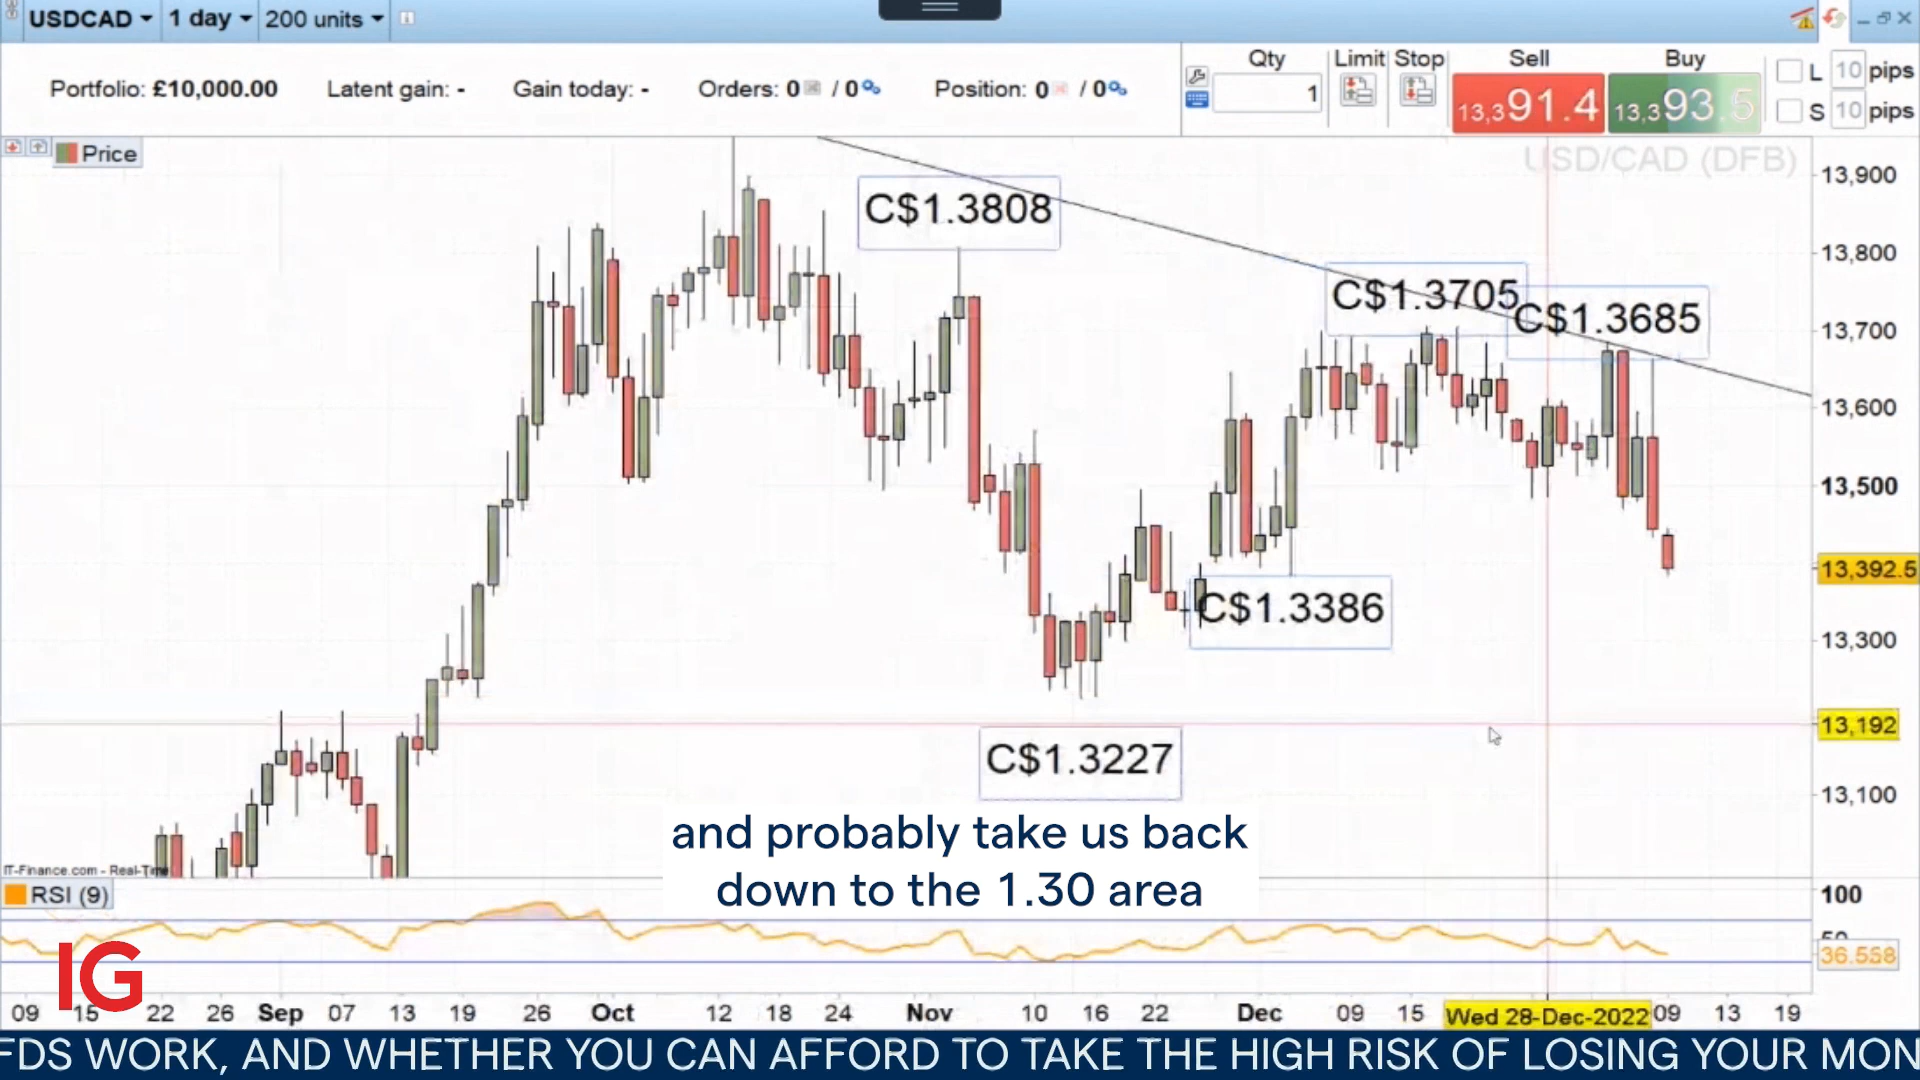 USDCAD 1 day 200 units
Qty Limit Stop Sell Buy
Portfolio: £10,000.00 Latent gain: - Gain today: - Orders: 0 / 0 Position: 0 / 0
1 13,391.4 13,393.5
L 10 pips
S 10 pips
Price
USD/CAD (DFB)
13,900
C$1.3808
13,800
C$1.3705
C$1.3685
13,700
13,600
13,500
13,392.5
C$1.3386
13,300
13,192
C$1.3227
13,100
and probably take us back
down to the 1.30 area
IT-Finance.com - Real-Time
RSI (9)
100
50
36.558
IG
09 15 22 26 Sep 07 13 19 26 Oct 12 18 24 Nov 10 16 22 Dec 09 15 Wed 28-Dec-2022 09 13 19
FDS WORK, AND WHETHER YOU CAN AFFORD TO TAKE THE HIGH RISK OF LOSING YOUR MON